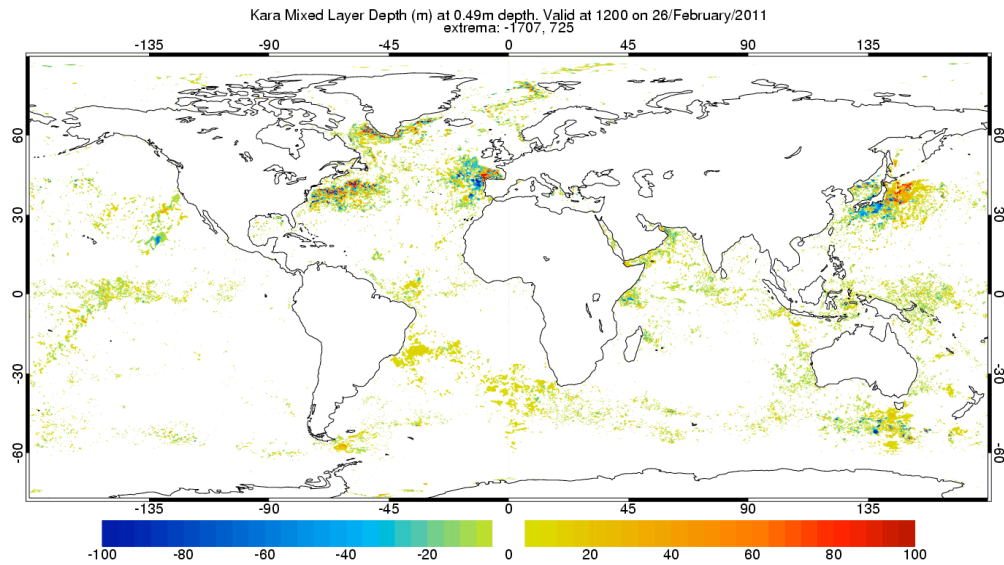 Kara Mixed Layer Depth (m) at 0.49m depth. Valid at 1200 on 26/February/2011
extrema: -1707, 725
-135 -90 -45 0 45 90 135
60 60
30 30
0 0
-30 -30
-60 -60
-135 -90 -45 0 45 90 135
-100 -80 -60 -40 -20 0 20 40 60 80 100